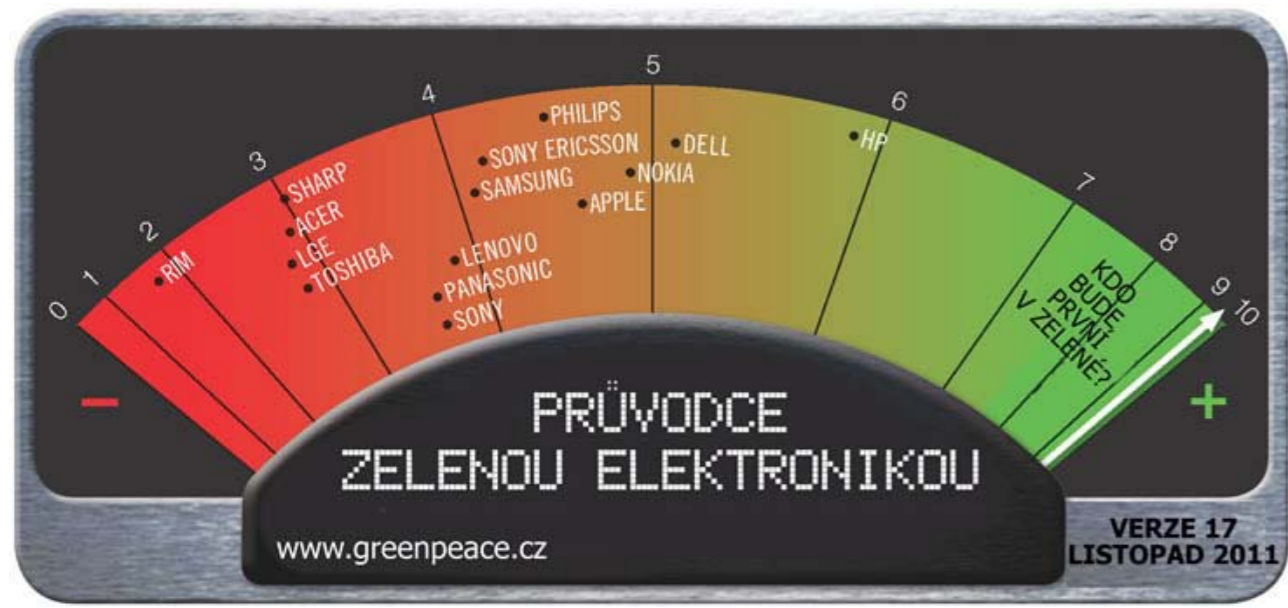 0
1
2
3
4
5
6
7
8
9
10
RIM
SHARP
ACER
LGE
TOSHIBA
PHILIPS
SONY ERICSSON
SAMSUNG
LENOVO
PANASONIC
SONY
APPLE
NOKIA
DELL
HP
KDO
BUDE
PRVNÍ
V ZELENÉ?
−
+
PRŮVODCE
ZELENOU ELEKTRONIKOU
www.greenpeace.cz
VERZE 17
LISTOPAD 2011